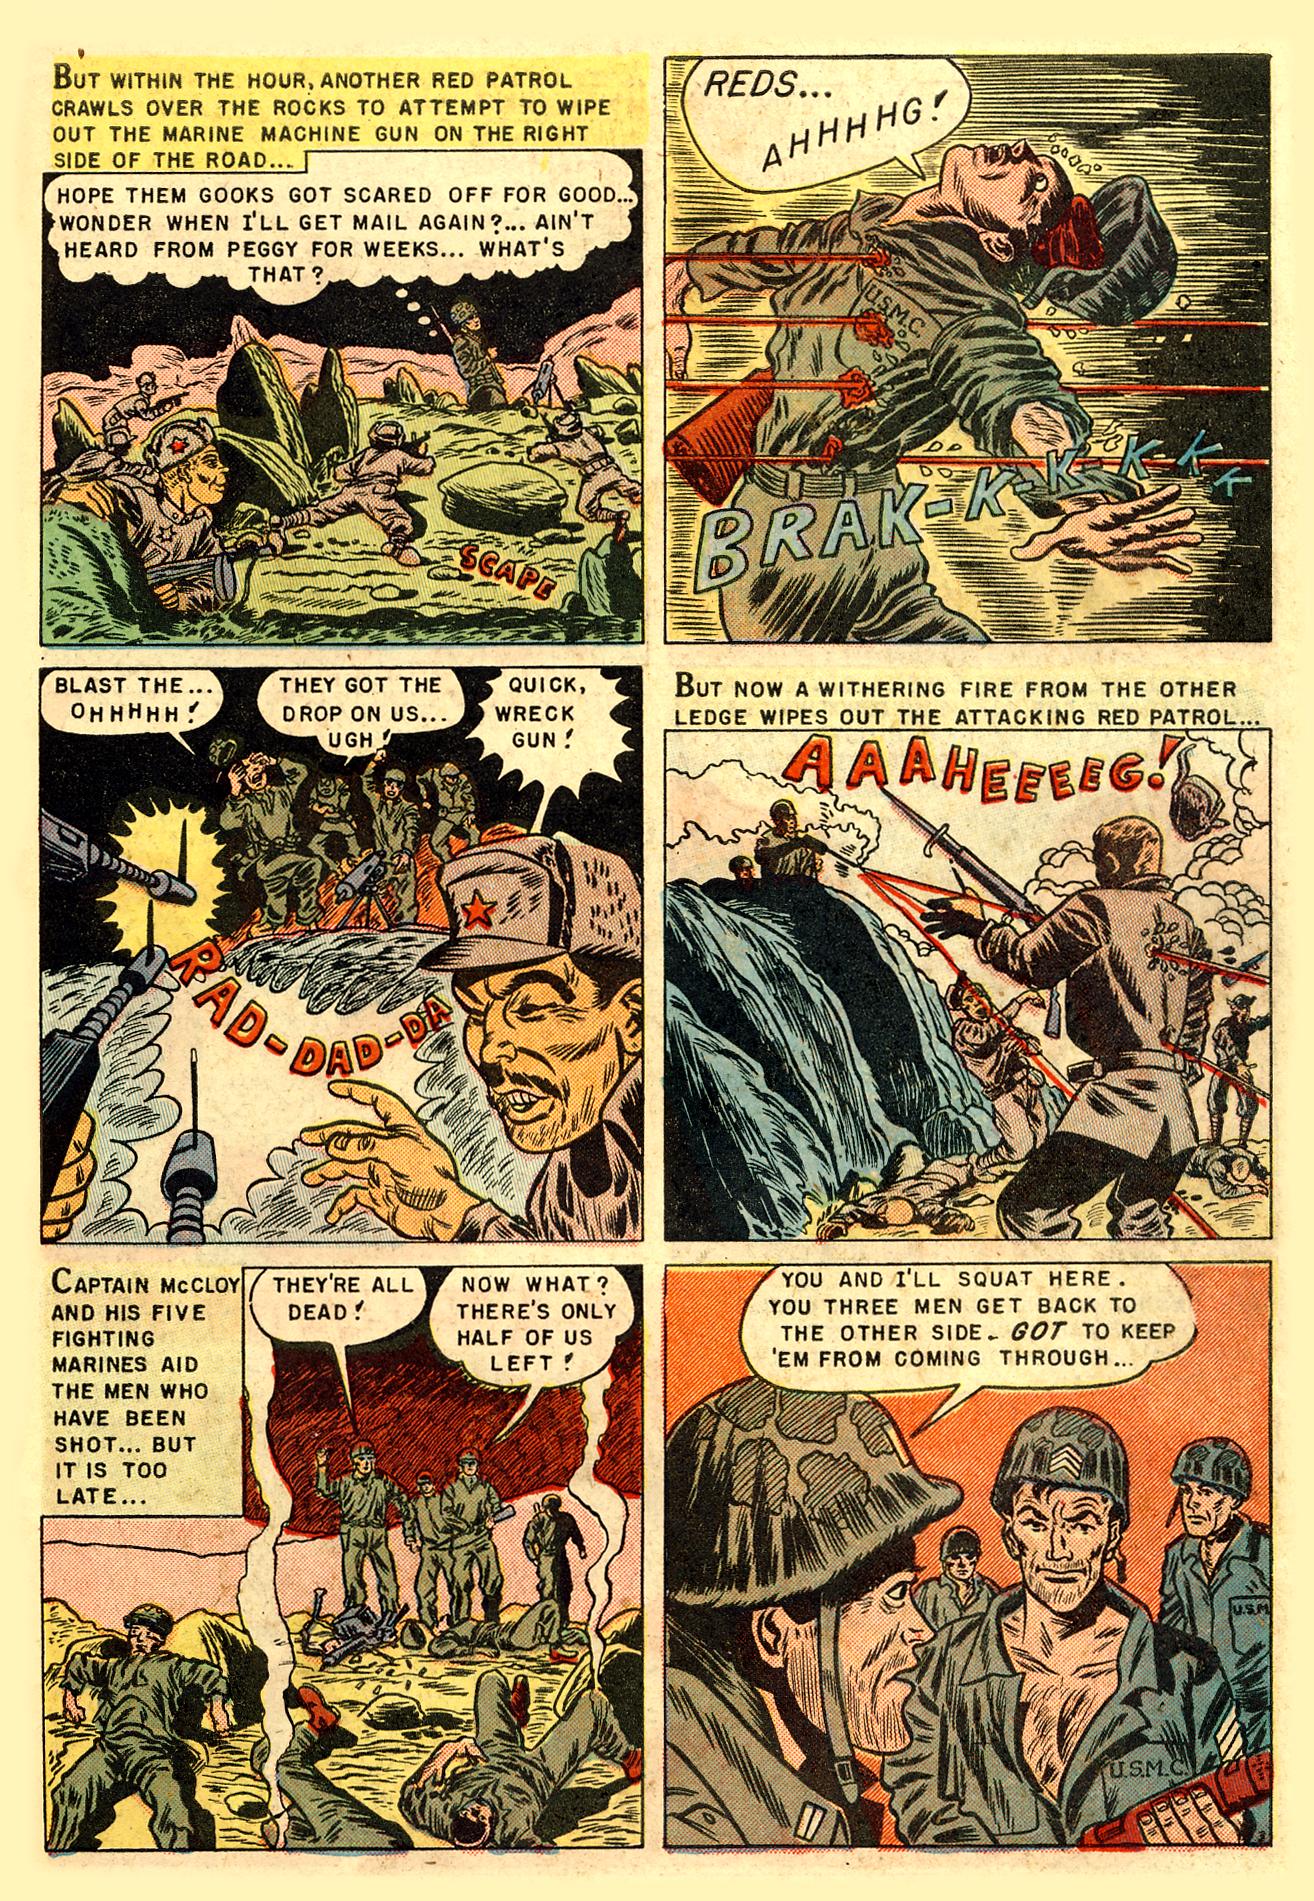 BUT WITHIN THE HOUR, ANOTHER RED PATROL
CRAWLS OVER THE ROCKS TO ATTEMPT TO WIPE
OUT THE MARINE MACHINE GUN ON THE RIGHT
SIDE OF THE ROAD...
HOPE THEM GOOKS GOT SCARED OFF FOR GOOD...
WONDER WHEN I'LL GET MAIL AGAIN?... AIN'T
HEARD FROM PEGGY FOR WEEKS... WHAT'S
THAT?
SCAPE
REDS...
AHHHHG!
U.S.M.C
BRAK-K-K-K-K-K
BLAST THE...
OHHHHH!
THEY GOT THE
DROP ON US...
UGH!
QUICK,
WRECK
GUN!
RAD-DAD-DA
BUT NOW A WITHERING FIRE FROM THE OTHER
LEDGE WIPES OUT THE ATTACKING RED PATROL...
AAAHEEEEG!
CAPTAIN McCLOY
AND HIS FIVE
FIGHTING
MARINES AID
THE MEN WHO
HAVE BEEN
SHOT... BUT
IT IS TOO
LATE...
THEY'RE ALL
DEAD!
NOW WHAT?
THERE'S ONLY
HALF OF US
LEFT!
YOU AND I'LL SQUAT HERE.
YOU THREE MEN GET BACK TO
THE OTHER SIDE. GOT TO KEEP
'EM FROM COMING THROUGH...
U.S.M
U.S.M.C.